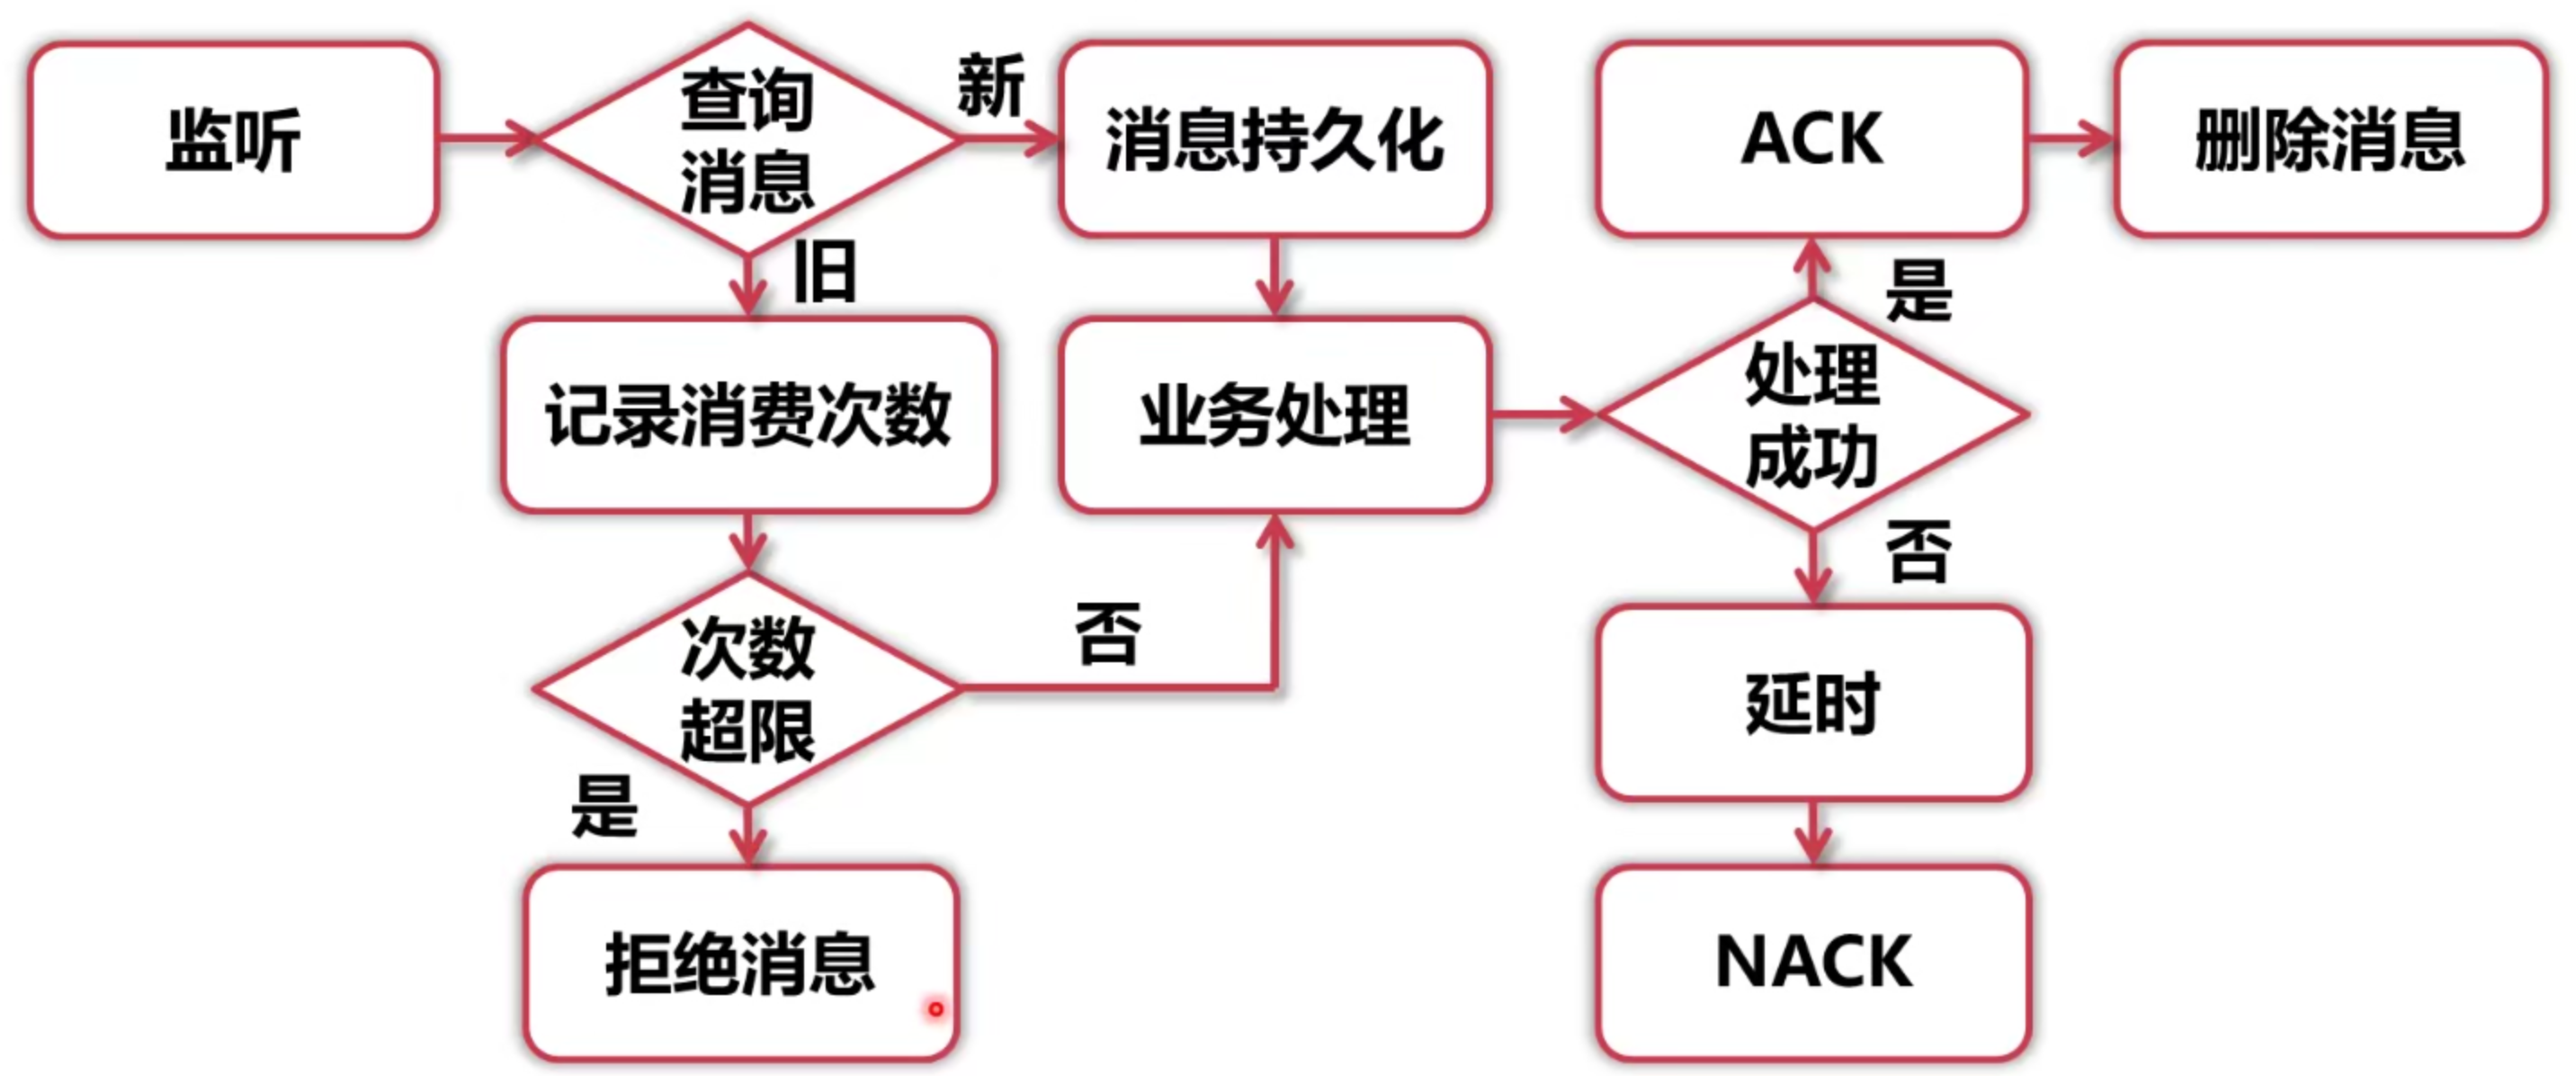 监听
查询
消息
新
消息持久化
ACK
删除消息
旧
是
记录消费次数
业务处理
处理
成功
否
次数
超限
否
延时
是
拒绝消息
NACK